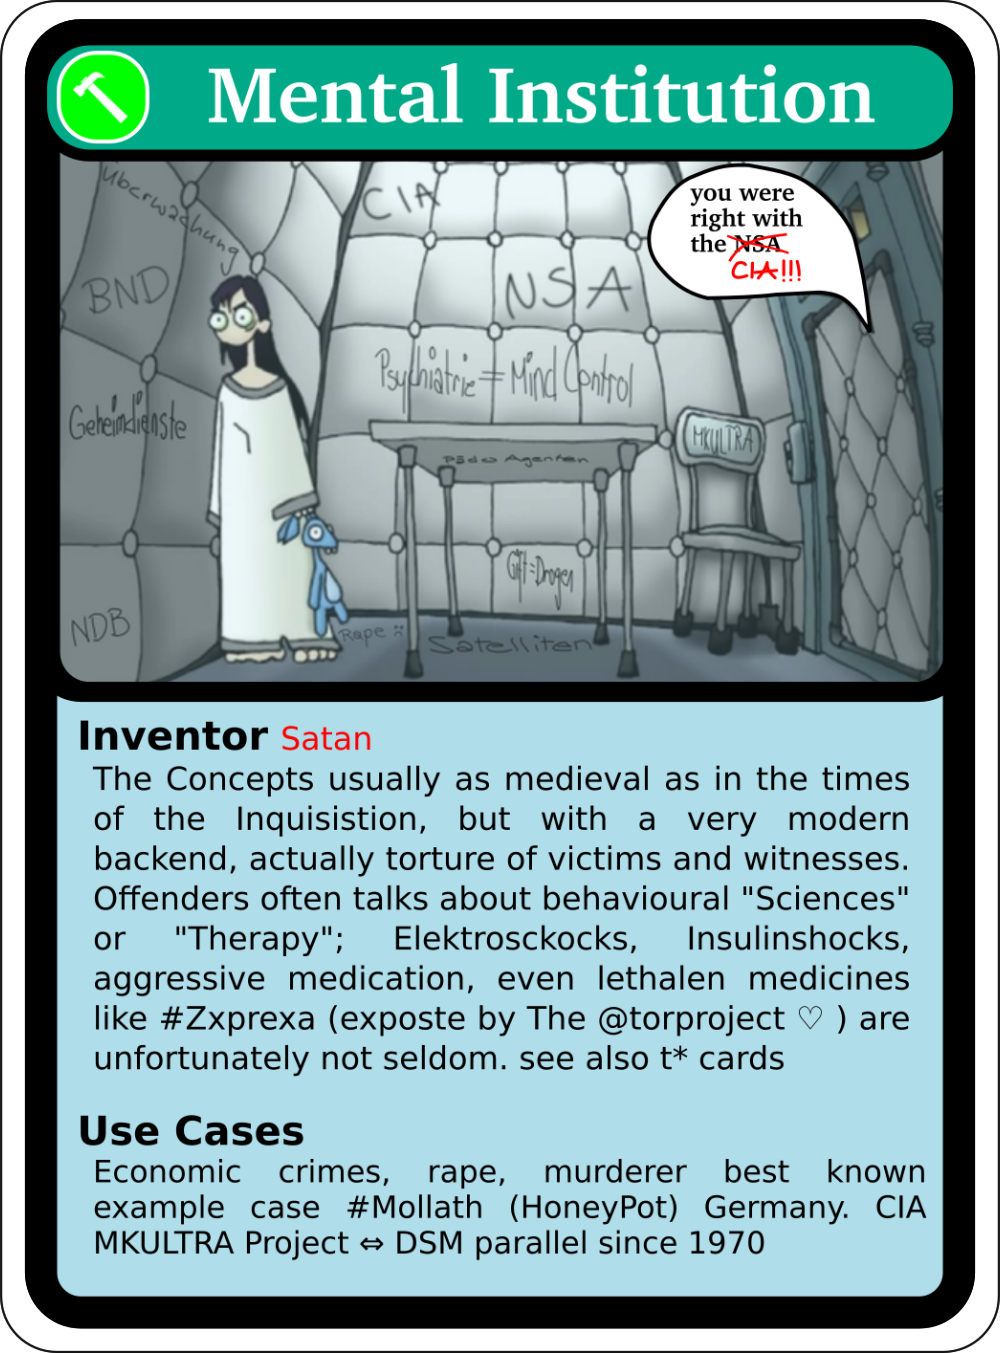 Mental Institution
Überwachung
CIA
you were
right with
the NSA
CIA!!!
BND
NSA
Psychiatrie = Mind Control
Geheimdienste
MKULTRA
Pädo Agenten
Gift=Drogen
NDB
Rape :(
Satelliten
Inventor Satan
The Concepts usually as medieval as in the times
of the Inquisistion, but with a very modern
backend, actually torture of victims and witnesses.
Offenders often talks about behavioural "Sciences"
or "Therapy"; Elektrosckocks, Insulinshocks,
aggressive medication, even lethalen medicines
like #Zxprexa (exposte by The @torproject ♡ ) are
unfortunately not seldom. see also t* cards
Use Cases
Economic crimes, rape, murderer best known
example case #Mollath (HoneyPot) Germany. CIA
MKULTRA Project ⇔ DSM parallel since 1970